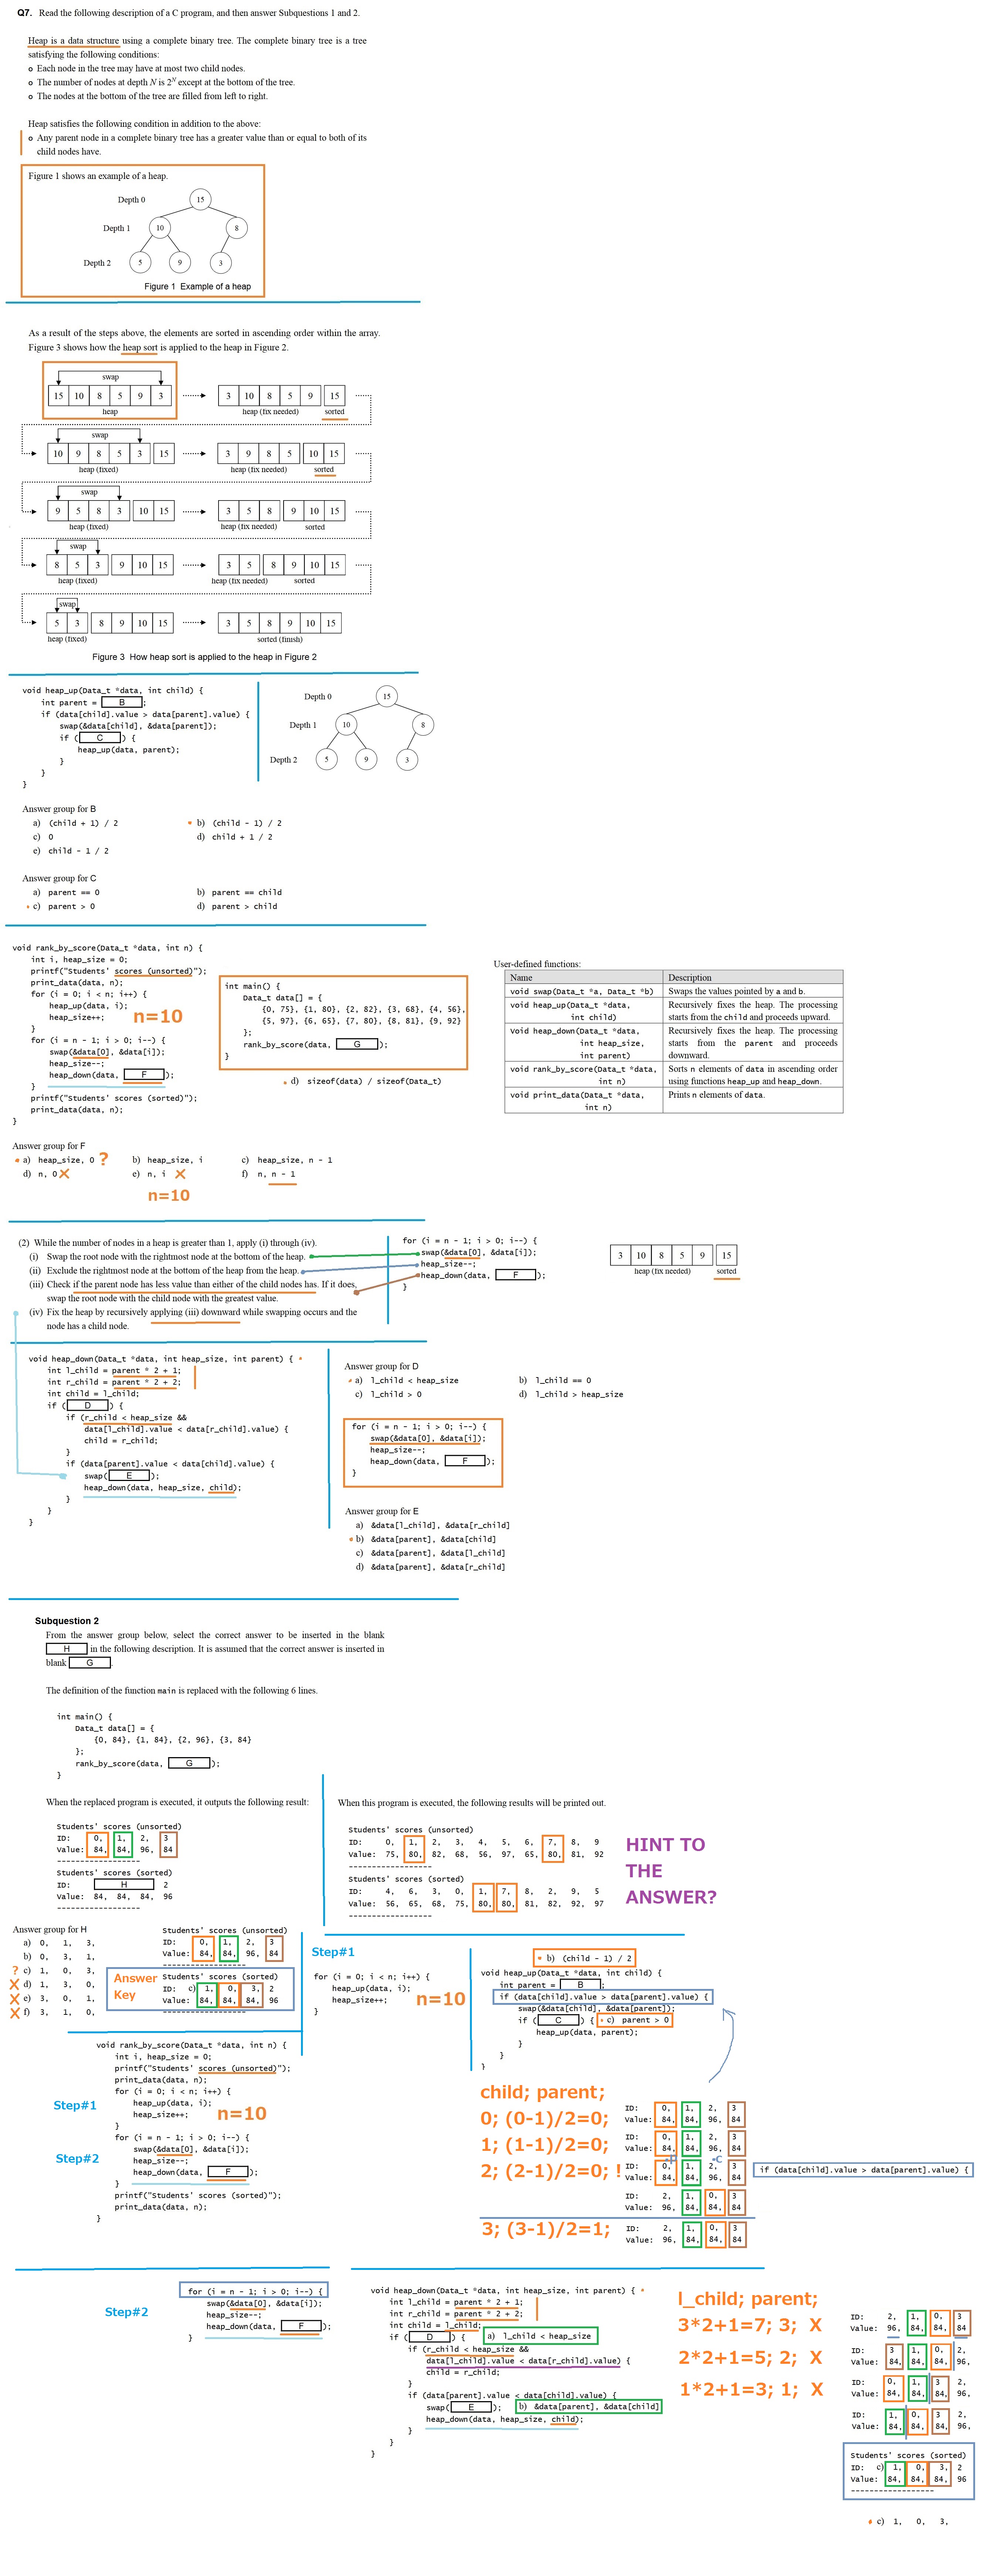 Q7. Read the following description of a C program, and then answer Subquestions 1 and 2.
Heap is a data structure using a complete binary tree. The complete binary tree is a tree
satisfying the following conditions:
o Each node in the tree may have at most two child nodes.
o The number of nodes at depth N is 2^N except at the bottom of the tree.
o The nodes at the bottom of the tree are filled from left to right.
Heap satisfies the following condition in addition to the above:
o Any parent node in a complete binary tree has a greater value than or equal to both of its
child nodes have.
Figure 1 shows an example of a heap.
Depth 0 15
Depth 1 10 8
Depth 2 5 9 3
Figure 1 Example of a heap
As a result of the steps above, the elements are sorted in ascending order within the array.
Figure 3 shows how the heap sort is applied to the heap in Figure 2.
swap
15 10 8 5 9 3 3 10 8 5 9 15
heap heap (fix needed) sorted
swap
10 9 8 5 3 15 3 9 8 5 10 15
heap (fixed) heap (fix needed) sorted
swap
9 5 8 3 10 15 3 5 8 9 10 15
heap (fixed) heap (fix needed) sorted
swap
8 5 3 9 10 15 3 5 8 9 10 15
heap (fixed) heap (fix needed) sorted
swap
5 3 8 9 10 15 3 5 8 9 10 15
heap (fixed) sorted (finish)
Figure 3 How heap sort is applied to the heap in Figure 2
void heap_up(Data_t *data, int child) {
int parent = B ;
if (data[child].value > data[parent].value) {
swap(&data[child], &data[parent]);
if ( C ) {
heap_up(data, parent);
}
}
}
Depth 0 15
Depth 1 10 8
Depth 2 5 9 3
Answer group for B
a) (child + 1) / 2 b) (child - 1) / 2
c) 0 d) child + 1 / 2
e) child - 1 / 2
Answer group for C
a) parent == 0 b) parent == child
c) parent > 0 d) parent > child
void rank_by_score(Data_t *data, int n) {
int i, heap_size = 0;
printf("Students' scores (unsorted)");
print_data(data, n);
for (i = 0; i < n; i++) {
heap_up(data, i);
heap_size++;
}
n=10
for (i = n - 1; i > 0; i--) {
swap(&data[0], &data[i]);
heap_size--;
heap_down(data, F );
}
printf("Students' scores (sorted)");
print_data(data, n);
}
int main() {
Data_t data[] = {
{0, 75}, {1, 80}, {2, 82}, {3, 68}, {4, 56},
{5, 97}, {6, 65}, {7, 80}, {8, 81}, {9, 92}
};
rank_by_score(data, G );
}
d) sizeof(data) / sizeof(Data_t)
User-defined functions:
Name Description
void swap(Data_t *a, Data_t *b) Swaps the values pointed by a and b.
void heap_up(Data_t *data, Recursively fixes the heap. The processing
int child) starts from the child and proceeds upward.
void heap_down(Data_t *data, Recursively fixes the heap. The processing
int heap_size, starts from the parent and proceeds
int parent) downward.
void rank_by_score(Data_t *data, Sorts n elements of data in ascending order
int n) using functions heap_up and heap_down.
void print_data(Data_t *data, Prints n elements of data.
int n)
Answer group for F
a) heap_size, 0 ? b) heap_size, i c) heap_size, n - 1
d) n, 0 X e) n, i X f) n, n - 1
n=10
(2) While the number of nodes in a heap is greater than 1, apply (i) through (iv).
(i) Swap the root node with the rightmost node at the bottom of the heap.
(ii) Exclude the rightmost node at the bottom of the heap from the heap.
(iii) Check if the parent node has less value than either of the child nodes has. If it does,
swap the root node with the child node with the greatest value.
(iv) Fix the heap by recursively applying (iii) downward while swapping occurs and the
node has a child node.
for (i = n - 1; i > 0; i--) {
swap(&data[0], &data[i]);
heap_size--;
heap_down(data, F );
}
3 10 8 5 9 15
heap (fix needed) sorted
void heap_down(Data_t *data, int heap_size, int parent) {
int l_child = parent * 2 + 1;
int r_child = parent * 2 + 2;
int child = l_child;
if ( D ) {
if (r_child < heap_size &&
data[l_child].value < data[r_child].value) {
child = r_child;
}
if (data[parent].value < data[child].value) {
swap( E );
heap_down(data, heap_size, child);
}
}
}
Answer group for D
a) l_child < heap_size b) l_child == 0
c) l_child > 0 d) l_child > heap_size
for (i = n - 1; i > 0; i--) {
swap(&data[0], &data[i]);
heap_size--;
heap_down(data, F );
}
Answer group for E
a) &data[l_child], &data[r_child]
b) &data[parent], &data[child]
c) &data[parent], &data[l_child]
d) &data[parent], &data[r_child]
Subquestion 2
From the answer group below, select the correct answer to be inserted in the blank
H in the following description. It is assumed that the correct answer is inserted in
blank G .
The definition of the function main is replaced with the following 6 lines.
int main() {
Data_t data[] = {
{0, 84}, {1, 84}, {2, 96}, {3, 84}
};
rank_by_score(data, G );
}
When the replaced program is executed, it outputs the following result:
Students' scores (unsorted)
ID: 0, 1, 2, 3
Value: 84, 84, 96, 84
--------------------
Students' scores (sorted)
ID: H 2
Value: 84, 84, 84, 96
--------------------
When this program is executed, the following results will be printed out.
Students' scores (unsorted)
ID: 0, 1, 2, 3, 4, 5, 6, 7, 8, 9
Value: 75, 80, 82, 68, 56, 97, 65, 80, 81, 92
--------------------
Students' scores (sorted)
ID: 4, 6, 3, 0, 1, 7, 8, 2, 9, 5
Value: 56, 65, 68, 75, 80, 80, 81, 82, 92, 97
--------------------
HINT TO
THE
ANSWER?
Answer group for H
a) 0, 1, 3,
b) 0, 3, 1,
? c) 1, 0, 3,
X d) 1, 3, 0,
X e) 3, 0, 1,
X f) 3, 1, 0,
Students' scores (unsorted)
ID: 0, 1, 2, 3
Value: 84, 84, 96, 84
--------------------
Answer
Key
Students' scores (sorted)
ID: c) 1, 0, 3, 2
Value: 84, 84, 84, 96
--------------------
Step#1
for (i = 0; i < n; i++) {
heap_up(data, i);
heap_size++;
}
n=10
b) (child - 1) / 2
void heap_up(Data_t *data, int child) {
int parent = B ;
if (data[child].value > data[parent].value) {
swap(&data[child], &data[parent]);
if ( C ) { c) parent > 0
heap_up(data, parent);
}
}
}
void rank_by_score(Data_t *data, int n) {
int i, heap_size = 0;
printf("Students' scores (unsorted)");
print_data(data, n);
for (i = 0; i < n; i++) {
Step#1
heap_up(data, i);
heap_size++;
n=10
}
for (i = n - 1; i > 0; i--) {
swap(&data[0], &data[i]);
Step#2
heap_size--;
heap_down(data, F );
}
printf("Students' scores (sorted)");
print_data(data, n);
}
child; parent;
0; (0-1)/2=0;
1; (1-1)/2=0;
2; (2-1)/2=0; !
3; (3-1)/2=1;
ID: 0, 1, 2, 3
Value: 84, 84, 96, 84
ID: 0, 1, 2, 3
Value: 84, 84, 96, 84
ID: 0, 1, 2, 3
Value: 84, 84, 96, 84
P C
if (data[child].value > data[parent].value) {
ID: 2, 1, 0, 3
Value: 96, 84, 84, 84
ID: 2, 1, 0, 3
Value: 96, 84, 84, 84
Step#2
for (i = n - 1; i > 0; i--) {
swap(&data[0], &data[i]);
heap_size--;
heap_down(data, F );
}
void heap_down(Data_t *data, int heap_size, int parent) {
int l_child = parent * 2 + 1;
int r_child = parent * 2 + 2;
int child = l_child;
if ( D ) { a) l_child < heap_size
if (r_child < heap_size &&
data[l_child].value < data[r_child].value) {
child = r_child;
}
if (data[parent].value < data[child].value) {
swap( E ); b) &data[parent], &data[child]
heap_down(data, heap_size, child);
}
}
}
l_child; parent;
3*2+1=7; 3; X
2*2+1=5; 2; X
1*2+1=3; 1; X
ID: 2, 1, 0, 3
Value: 96, 84, 84, 84
ID: 3 1, 0, 2,
Value: 84, 84, 84, 96,
ID: 0, 1, 3 2,
Value: 84, 84, 84, 96,
ID: 1, 0, 3 2,
Value: 84, 84, 84, 96,
Students' scores (sorted)
ID: c) 1, 0, 3, 2
Value: 84, 84, 84, 96
--------------------
c) 1, 0, 3,